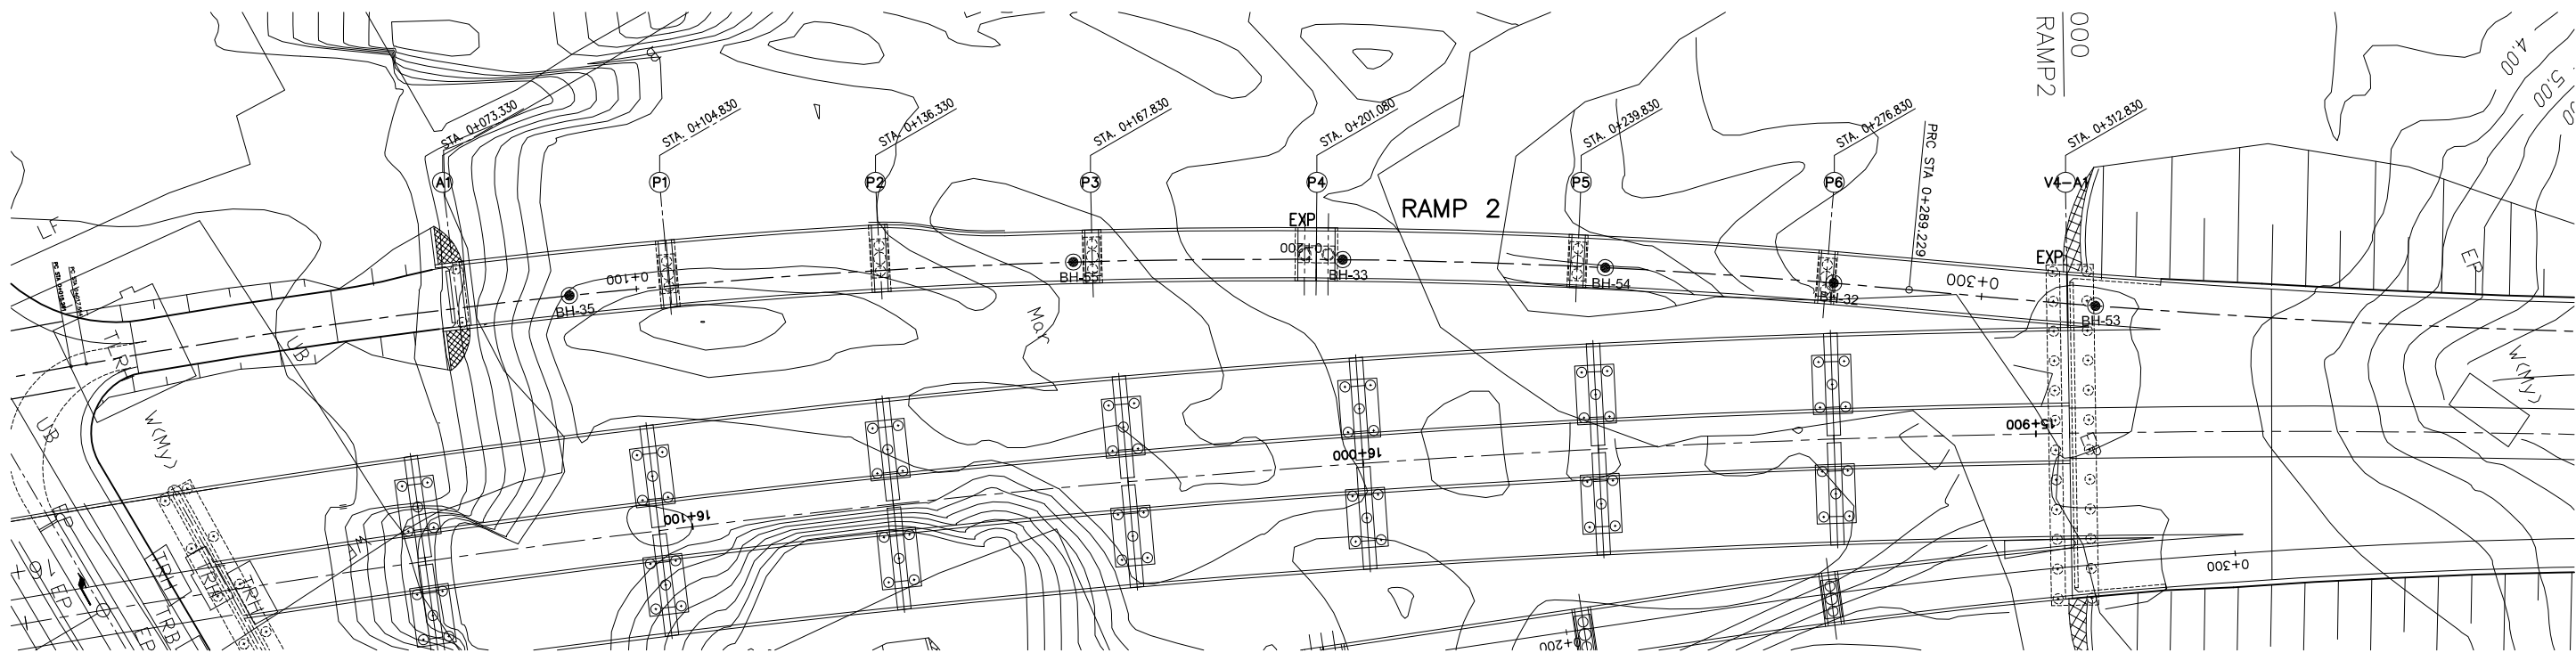 000
RAMP2
4.00
5.00
STA. 0+073.330
STA. 0+104.830
STA. 0+136.330
STA. 0+167.830
STA. 0+201.080
STA. 0+239.830
STA. 0+276.830
STA. 0+312.830
PRC STA 0+289.229
A1
P1
P2
P3
P4
P5
P6
V4-A1
RAMP 2
EXP
EXP
LF
EP
0+100
0+200
0+300
BH-35
BH-55
BH-33
BH-54
BH-32
BH-53
UB
UB
W(My)
W(My)
15+900
16+000
16+100
EP
EP
TRH
TRH
TRH
TRB
0+200
0+300